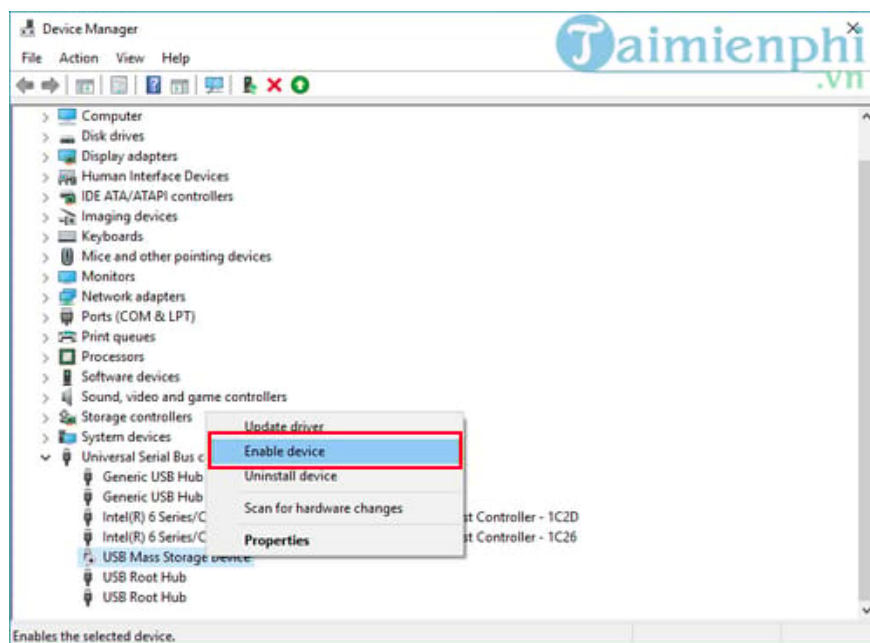 Device Manager
Taimienphi
.vn
File Action View Help
Computer
Disk drives
Display adapters
Human Interface Devices
IDE ATA/ATAPI controllers
Imaging devices
Keyboards
Mice and other pointing devices
Monitors
Network adapters
Ports (COM & LPT)
Print queues
Processors
Software devices
Sound, video and game controllers
Storage controllers
System devices
Universal Serial Bus c
Generic USB Hub
Generic USB Hub
Intel(R) 6 Series/C st Controller - 1C2D
Intel(R) 6 Series/C st Controller - 1C26
USB Mass Storage Device
USB Root Hub
USB Root Hub
Update driver
Enable device
Uninstall device
Scan for hardware changes
Properties
Enables the selected device.